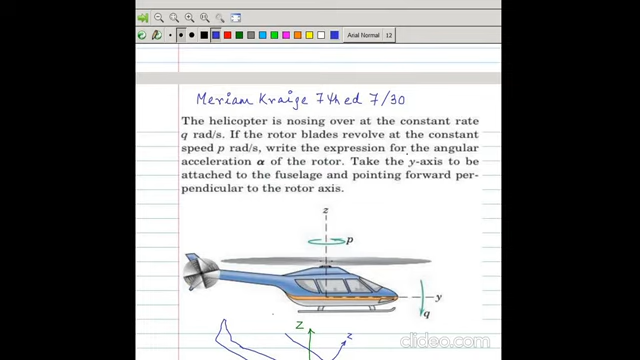 Arial Normal 12
Meriam Kraige 7th ed 7/30
The helicopter is nosing over at the constant rate
q rad/s. If the rotor blades revolve at the constant
speed p rad/s, write the expression for the angular
acceleration α of the rotor. Take the y-axis to be
attached to the fuselage and pointing forward per-
pendicular to the rotor axis.
z
p
y
q
Z
z
clideo.com